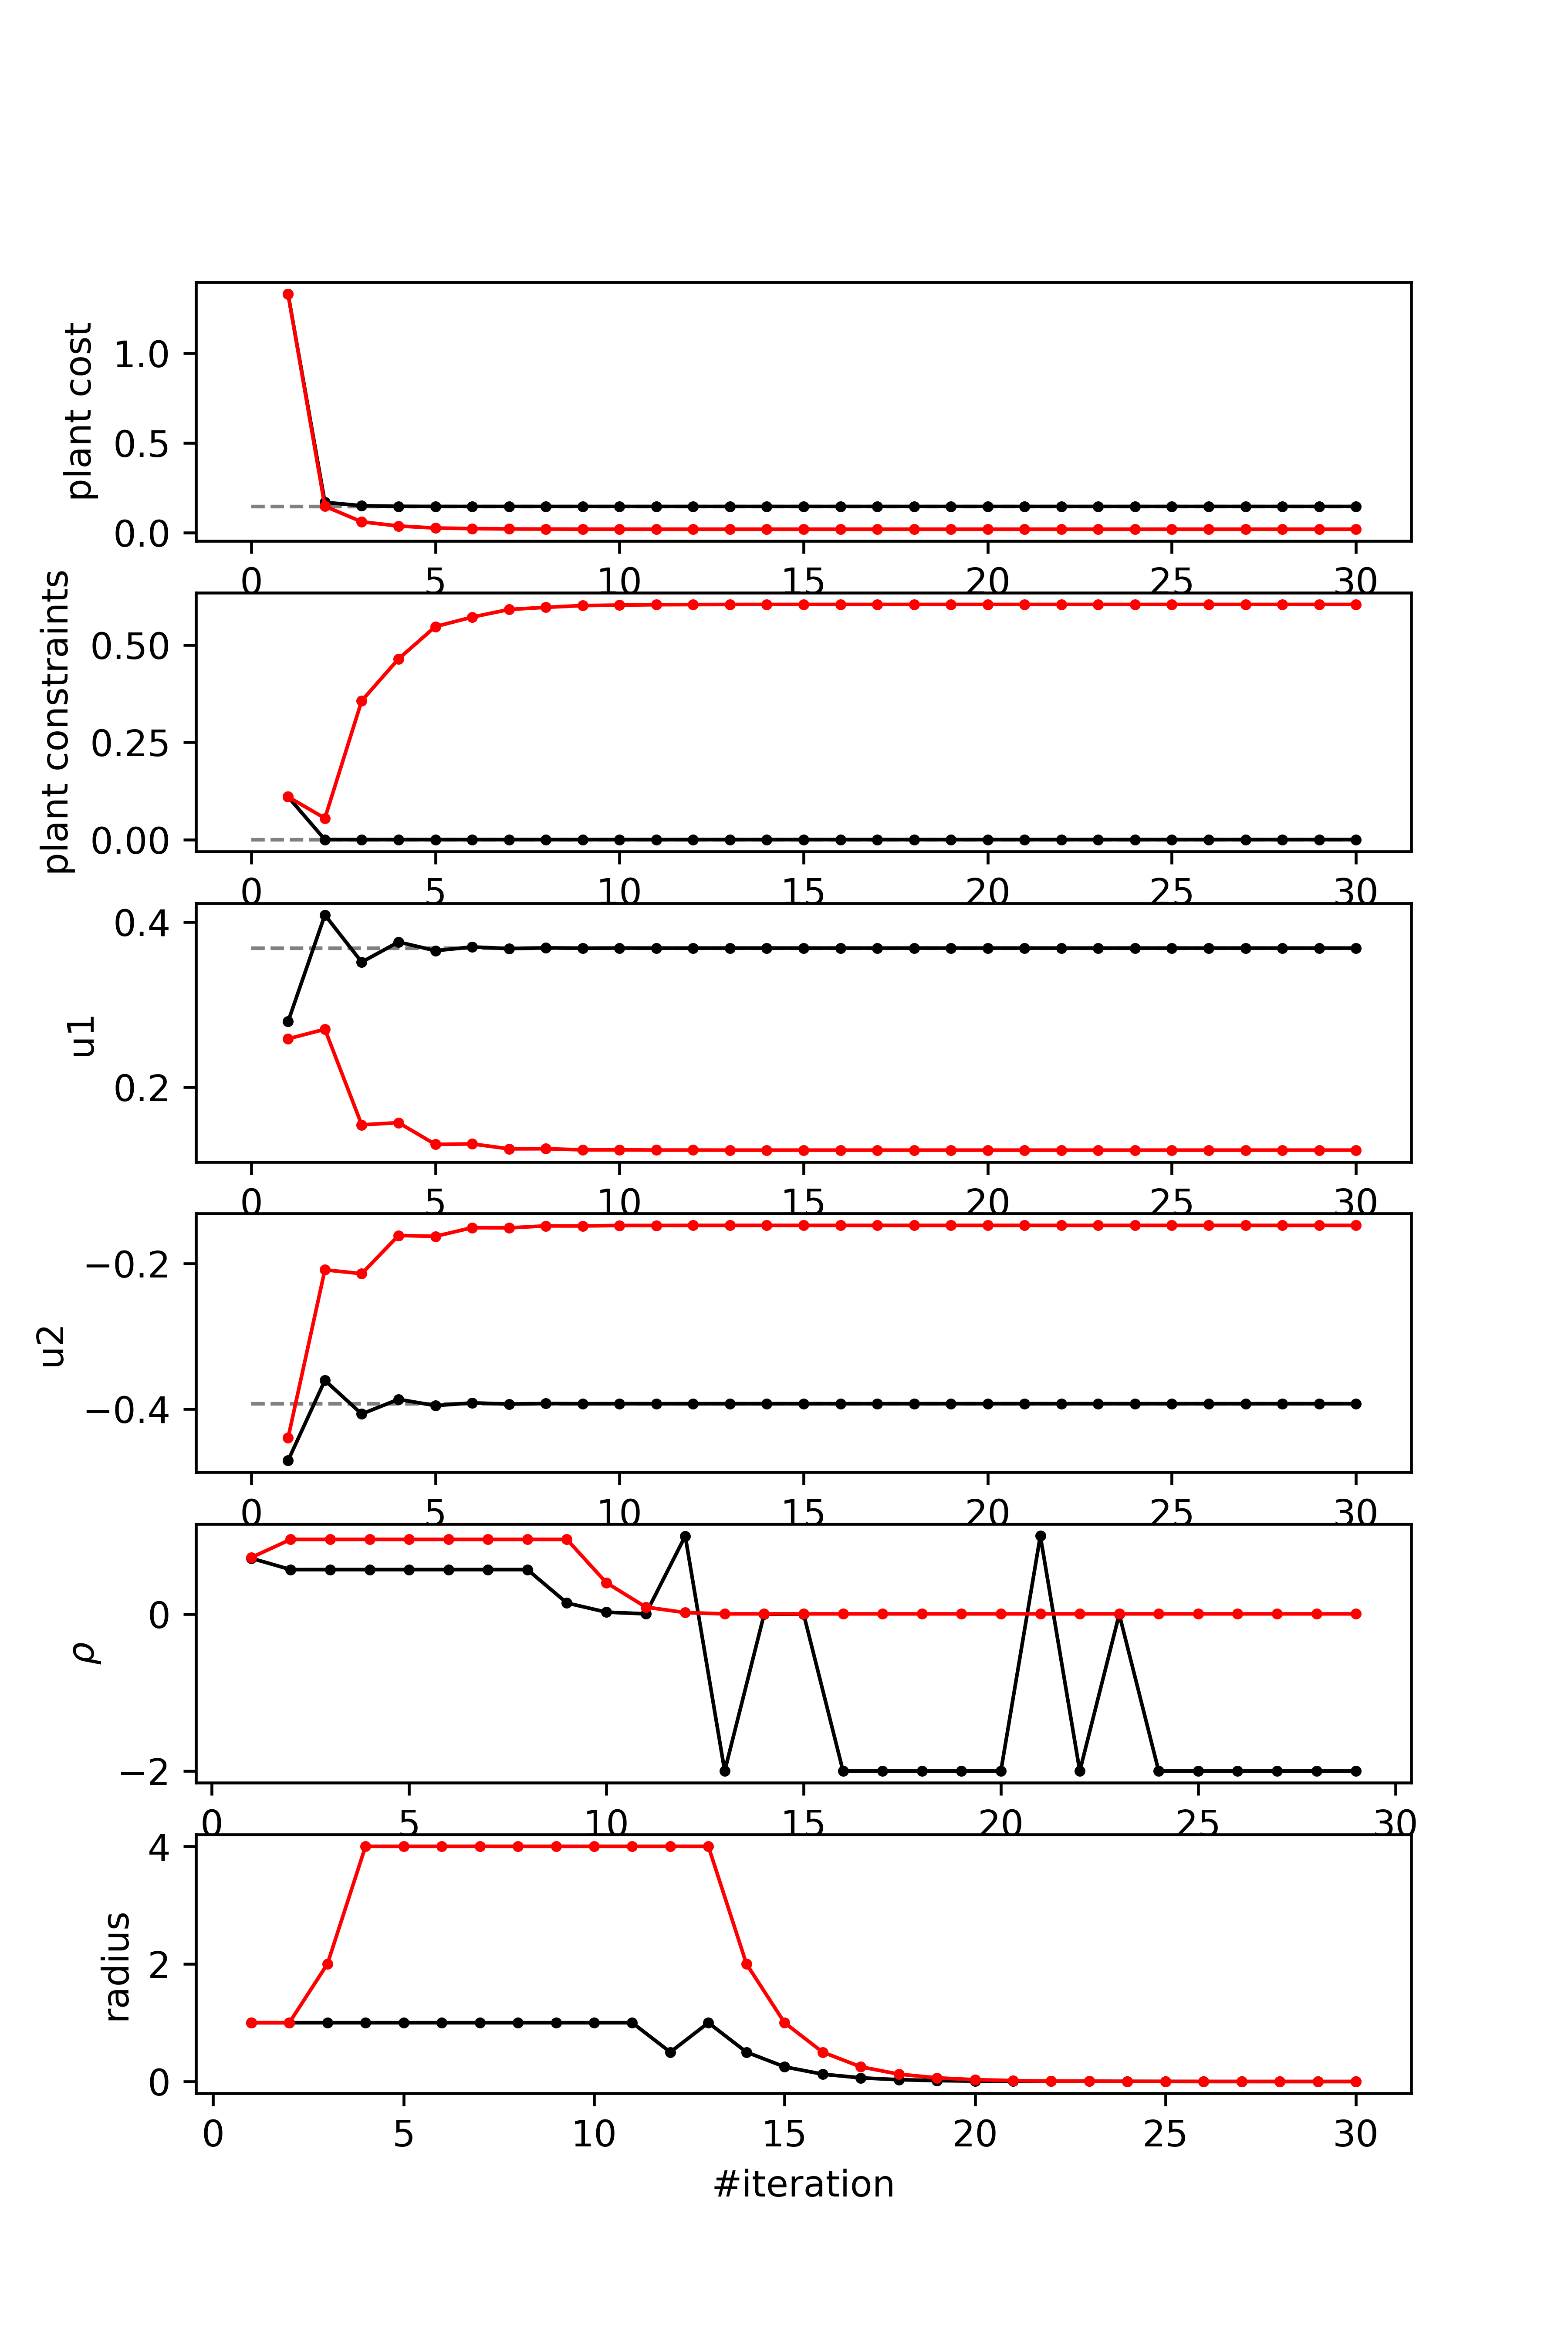 plant cost
1.0
0.5
0.0
0 5 10 15 20 25 30
plant constraints
0.50
0.25
0.00
0 5 10 15 20 25 30
u1
0.4
0.2
0 5 10 15 20 25 30
u2
−0.2
−0.4
0 5 10 15 20 25 30
ρ
0
−2
0 5 10 15 20 25 30
radius
4
2
0
0 5 10 15 20 25 30
#iteration